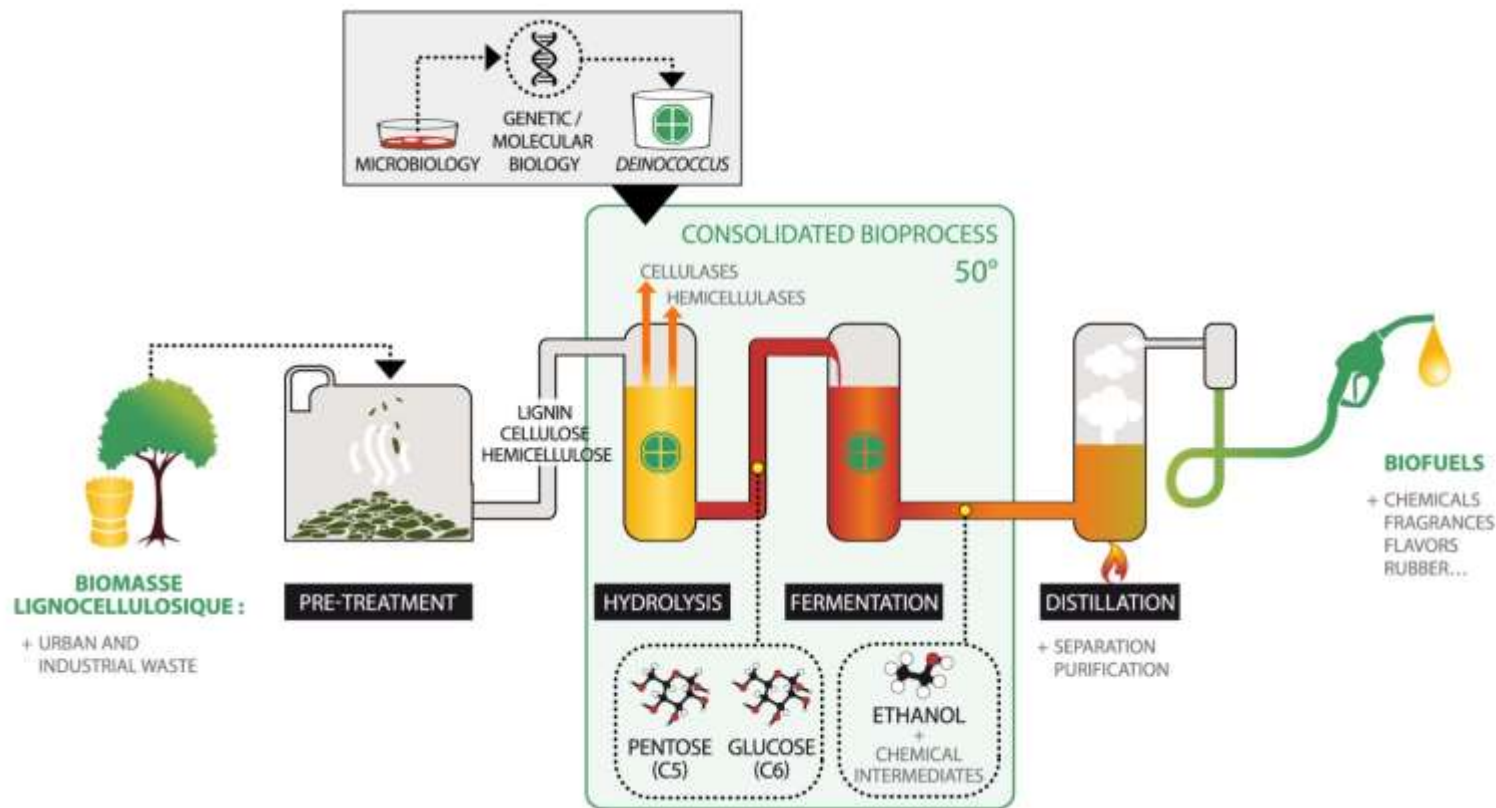 MICROBIOLOGY
GENETIC /
MOLECULAR
BIOLOGY
DEINOCOCCUS
CONSOLIDATED BIOPROCESS
50°
CELLULASES
HEMICELLULASES
LIGNIN
CELLULOSE
HEMICELLULOSE
BIOMASSE
LIGNOCELLULOSIQUE :
+ URBAN AND
INDUSTRIAL WASTE
PRE-TREATMENT
HYDROLYSIS
FERMENTATION
DISTILLATION
+ SEPARATION
PURIFICATION
BIOFUELS
+ CHEMICALS
FRAGRANCES
FLAVORS
RUBBER...
PENTOSE
(C5)
GLUCOSE
(C6)
ETHANOL
+
CHEMICAL
INTERMEDIATES